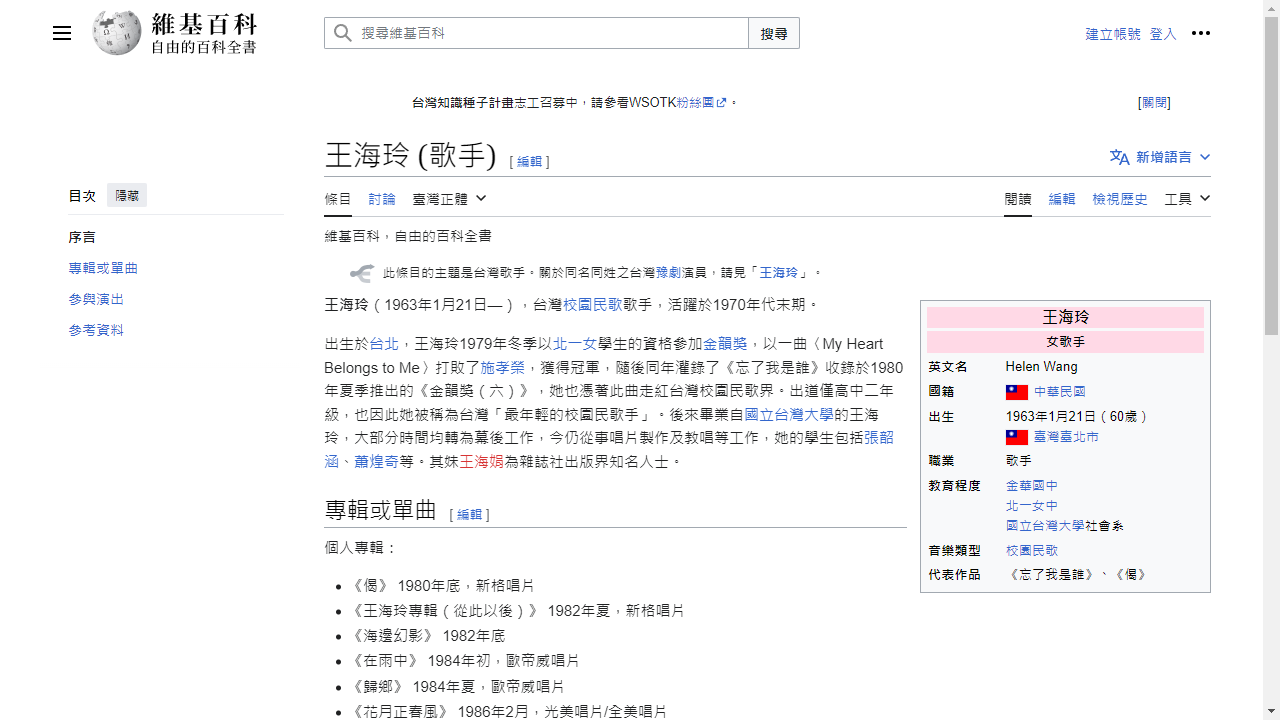 維基百科
自由的百科全書
搜尋維基百科
搜尋
建立帳號 登入
台灣知識種子計畫志工召募中，請參看WSOTK粉絲團。
[關閉]
王海玲 (歌手) [ 編輯 ]
新增語言
目次 隱藏
序言
專輯或單曲
參與演出
參考資料
條目 討論 臺灣正體
閱讀 編輯 檢視歷史 工具
維基百科，自由的百科全書
此條目的主題是台灣歌手。關於同名同姓之台灣豫劇演員，請見「王海玲」。
王海玲（1963年1月21日—），台灣校園民歌歌手，活躍於1970年代末期。
出生於台北，王海玲1979年冬季以北一女學生的資格參加金韻獎，以一曲〈My Heart
Belongs to Me〉打敗了施孝榮，獲得冠軍，隨後同年灌錄了《忘了我是誰》收錄於1980
年夏季推出的《金韻獎（六）》，她也憑著此曲走紅台灣校園民歌界。出道僅高中二年
級，也因此她被稱為台灣「最年輕的校園民歌手」。後來畢業自國立台灣大學的王海
玲，大部分時間均轉為幕後工作，今仍從事唱片製作及教唱等工作，她的學生包括張韶
涵、蕭煌奇等。其妹王海娟為雜誌社出版界知名人士。
王海玲
女歌手
英文名 Helen Wang
國籍 中華民國
出生 1963年1月21日（60歲）
臺灣臺北市
職業 歌手
教育程度 金華國中
北一女中
國立台灣大學社會系
音樂類型 校園民歌
代表作品 《忘了我是誰》、《偈》
專輯或單曲 [ 編輯 ]
個人專輯：
《偈》 1980年底，新格唱片
《王海玲專輯（從此以後）》 1982年夏，新格唱片
《海邊幻影》 1982年底
《在雨中》 1984年初，歐帝威唱片
《歸鄉》 1984年夏，歐帝威唱片
《花月正春風》 1986年2月，光美唱片/全美唱片